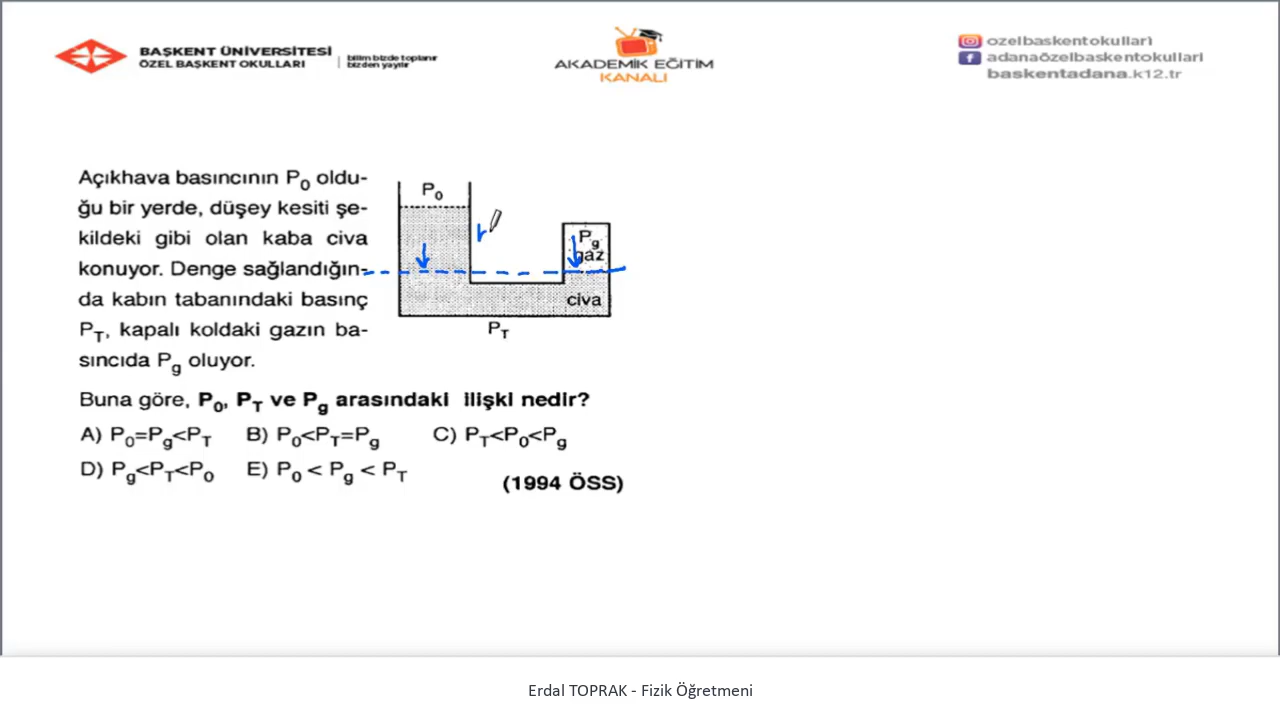 BAŞKENT ÜNİVERSİTESİ
ÖZEL BAŞKENT OKULLARI
bilim bizde toplanır
bizden yayılır
AKADEMİK EĞİTİM
KANALI
ozelbaskentokulları
adanaözelbaskentokulları
baskentadana.k12.tr
Açıkhava basıncının P0 oldu-
ğu bir yerde, düşey kesiti şe-
kildeki gibi olan kaba civa
konuyor. Denge sağlandığın-
da kabın tabanındaki basınç
PT, kapalı koldaki gazın ba-
sıncıda Pg oluyor.
P0
Pg
gaz
civa
PT
Buna göre, P0, PT ve Pg arasındaki ilişki nedir?
A) P0=Pg<PT B) P0<PT=Pg C) PT<P0<Pg
D) Pg<PT<P0 E) P0 < Pg < PT
(1994 ÖSS)
Erdal TOPRAK - Fizik Öğretmeni